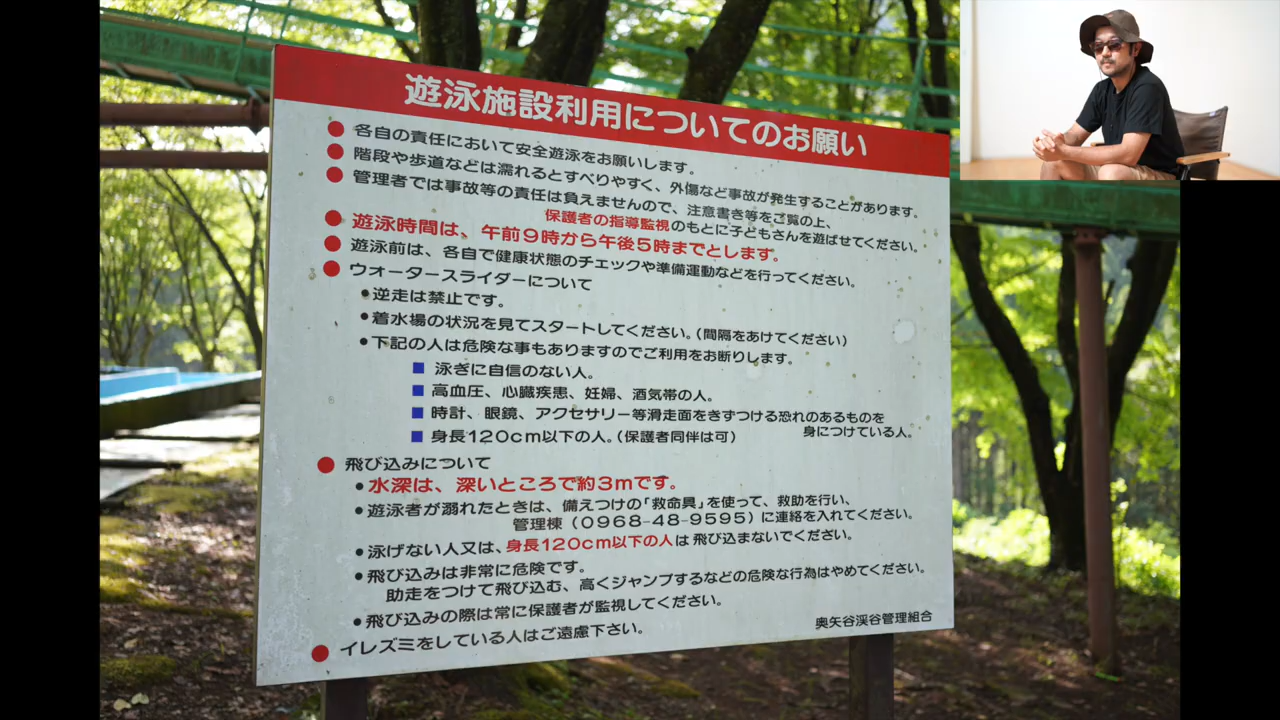 遊泳施設利用についてのお願い
●各自の責任において安全遊泳をお願いします。
●階段や歩道などは濡れるとすべりやすく、外傷など事故が発生することがあります。
●管理者では事故等の責任は負えませんので、注意書き等をご覧の上、
保護者の指導監視のもとに子どもさんを遊ばせてください。
●遊泳時間は、午前9時から午後5時までとします。
●遊泳前は、各自で健康状態のチェックや準備運動などを行ってください。
●ウオータースライダーについて
●逆走は禁止です。
●着水場の状況を見てスタートしてください。(間隔をあけてください)
●下記の人は危険な事もありますのでご利用をお断りします。
■泳ぎに自信のない人。
■高血圧、心臓疾患、妊婦、酒気帯の人。
■時計、眼鏡、アクセサリー等滑走面をきずつける恐れのあるものを
身につけている人。
■身長120cm以下の人。(保護者同伴は可)
●飛び込みについて
●水深は、深いところで約3mです。
●遊泳者が溺れたときは、備えつけの「救命具」を使って、救助を行い、
管理棟(0968-48-9595)に連絡を入れてください。
●泳げない人又は、身長120cm以下の人は飛び込まないでください。
●飛び込みは非常に危険です。
助走をつけて飛び込む、高くジャンプするなどの危険な行為はやめてください。
●飛び込みの際は常に保護者が監視してください。
●イレズミをしている人はご遠慮下さい。
奥矢谷渓谷管理組合